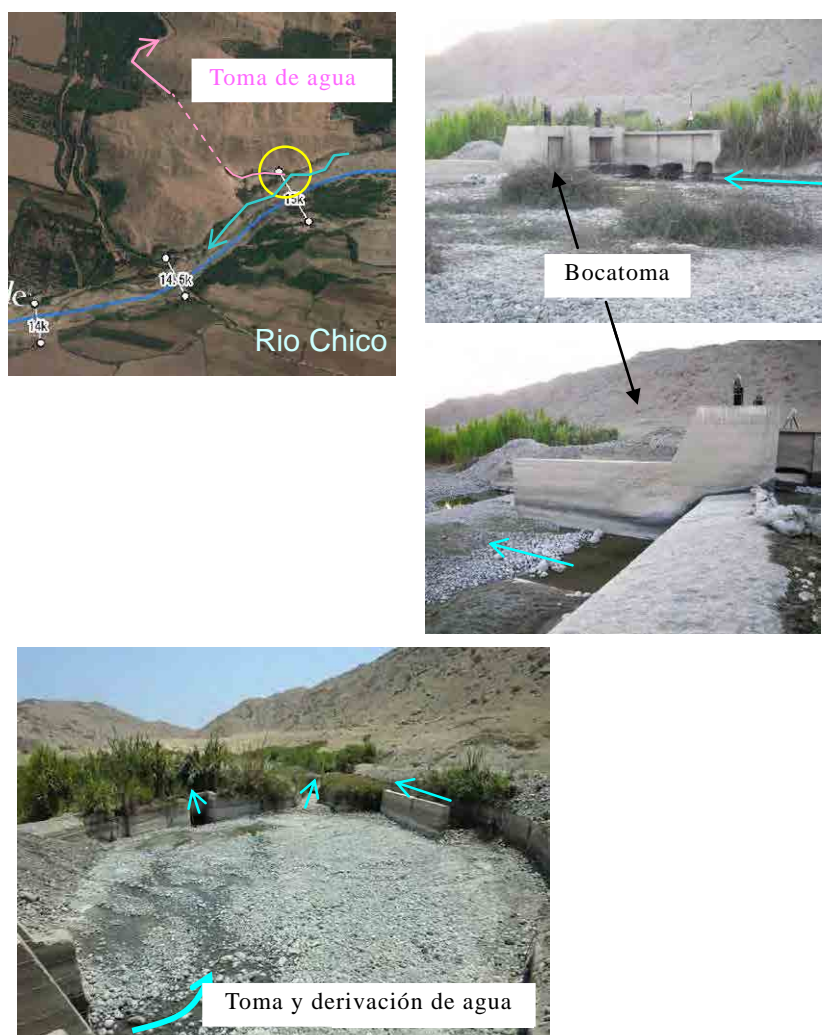 Toma de agua
15k
14.5k
14k
Rio Chico
Bocatoma
Toma y derivación de agua